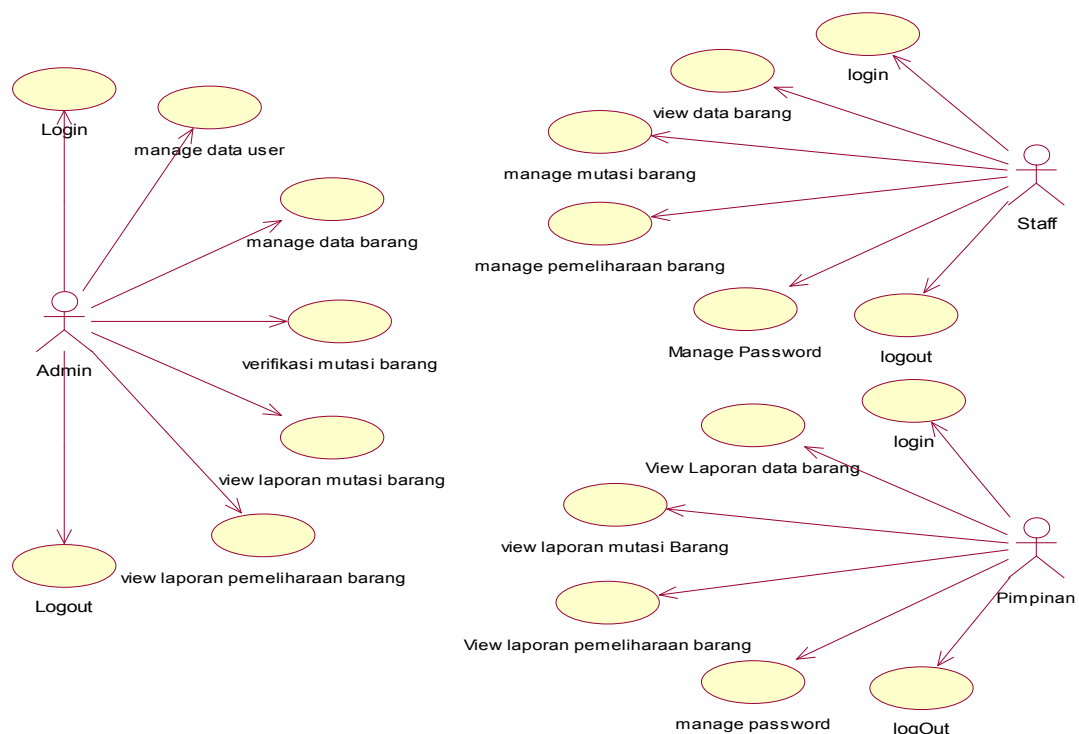 Login
manage data user
manage data barang
Admin
verifikasi mutasi barang
view laporan mutasi barang
view laporan pemeliharaan barang
Logout
login
view data barang
manage mutasi barang
Staff
manage pemeliharaan barang
Manage Password
logout
login
View Laporan data barang
view laporan mutasi Barang
Pimpinan
View laporan pemeliharaan barang
manage password
logOut